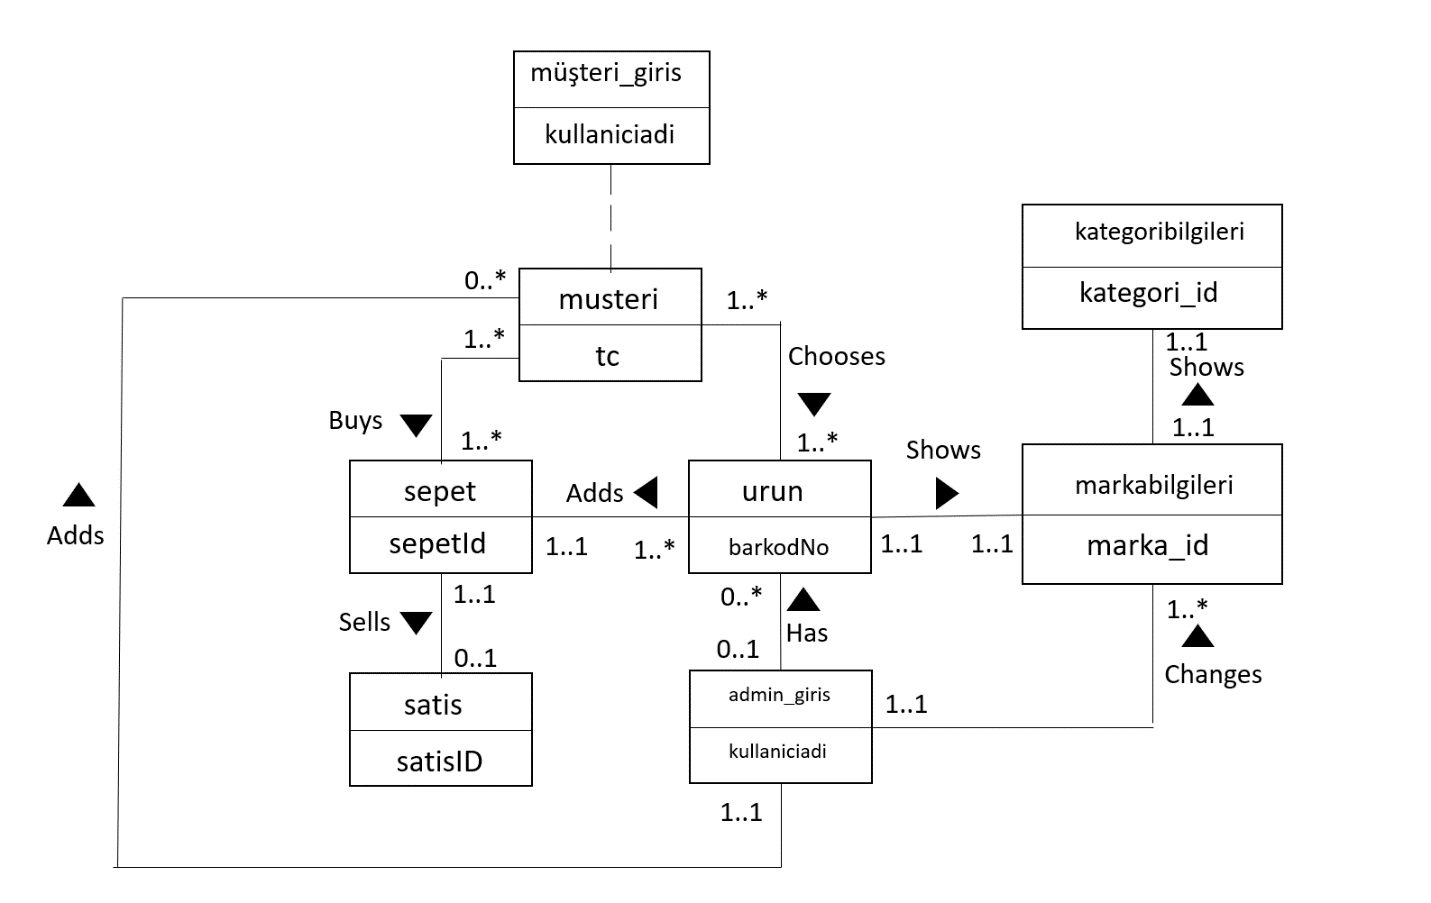 müşteri_giris
kullaniciadi
kategoribilgileri
kategori_id
0..*
musteri
1..*
1..*
tc
Chooses
1..1
Shows
Buys
1..*
1..*
1..1
Shows
Adds
sepet
Adds
urun
markabilgileri
sepetId
1..1
1..*
barkodNo
1..1
1..1
marka_id
1..1
0..*
1..*
Sells
Has
0..1
0..1
Changes
satis
admin_giris
1..1
satisID
kullaniciadi
1..1